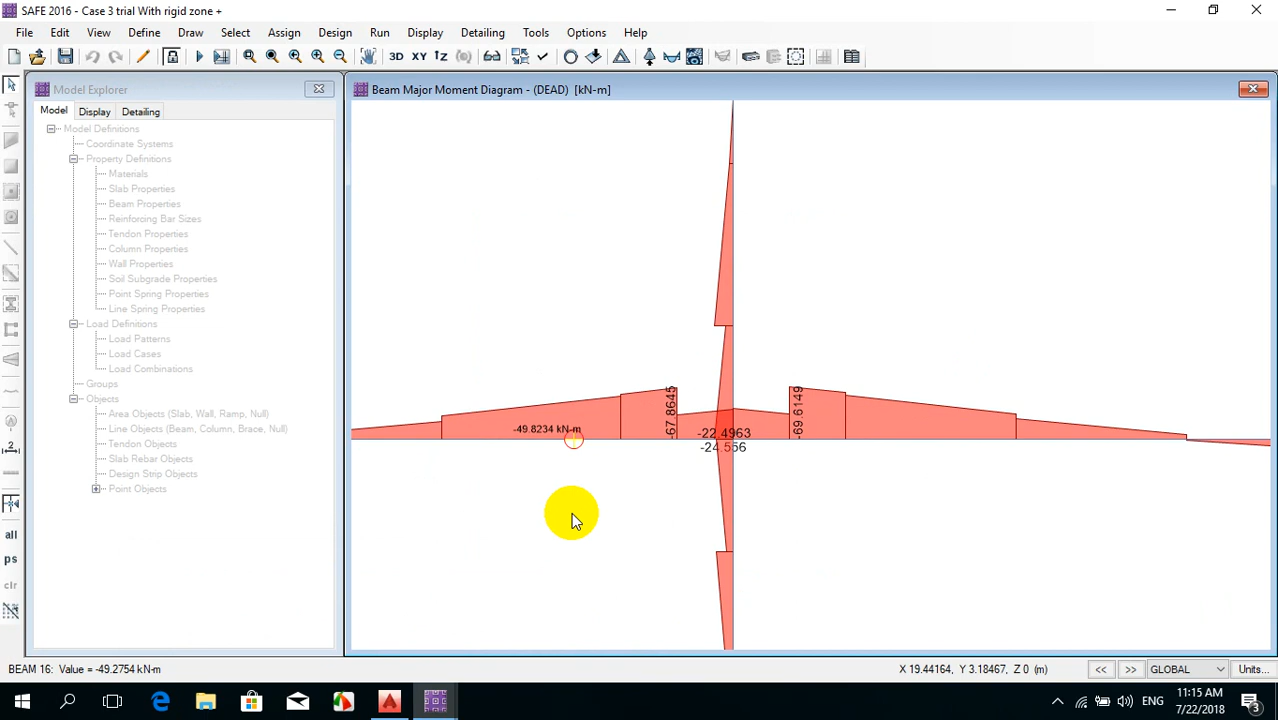 SAFE 2016 - Case 3 trial With rigid zone +
File Edit View Define Draw Select Assign Design Run Display Detailing Tools Options Help
3D XY
Model Explorer
Model Display Detailing
Model Definitions
Coordinate Systems
Property Definitions
Materials
Slab Properties
Beam Properties
Reinforcing Bar Sizes
Tendon Properties
Column Properties
Wall Properties
Soil Subgrade Properties
Point Spring Properties
Line Spring Properties
Load Definitions
Load Patterns
Load Cases
Load Combinations
Groups
Objects
Area Objects (Slab, Wall, Ramp, Null)
Line Objects (Beam, Column, Brace, Null)
Tendon Objects
Slab Rebar Objects
Design Strip Objects
Point Objects
all
ps
clr
Beam Major Moment Diagram - (DEAD) [kN-m]
-49.8234 kN-m
-67.8645
-22.4963
-24.556
-69.6149
BEAM 16: Value = -49.2754 kN-m
X 19.44164, Y 3.18467, Z 0 (m)
<< >> GLOBAL Units...
ENG
11:15 AM
7/22/2018
3